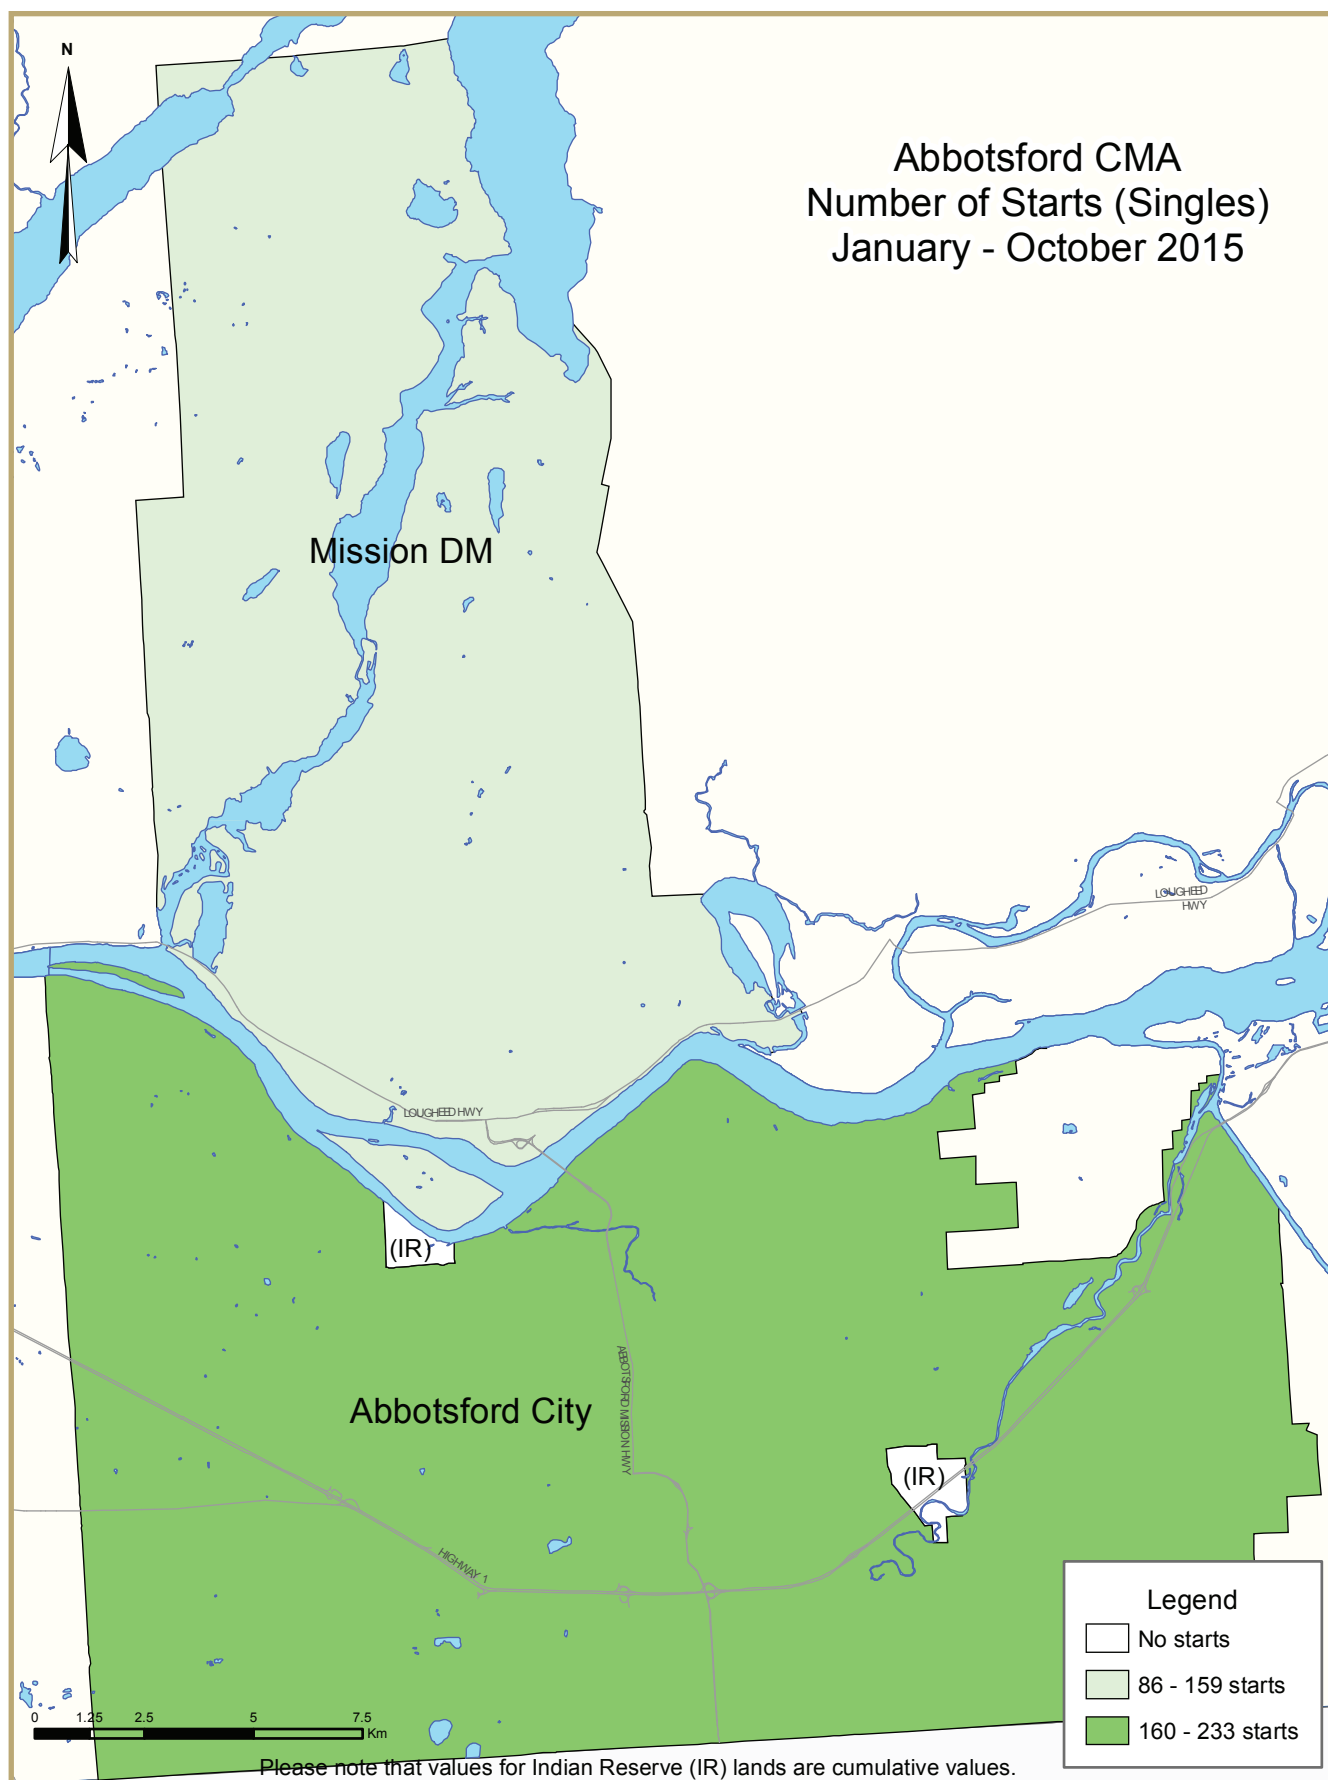 N
Abbotsford CMA
Number of Starts (Singles)
January - October 2015
Mission DM
LOUGHEED
HWY
LOUGHEED HWY
(IR)
ABBOTSFORD MISSION HWY
Abbotsford City
(IR)
HIGHWAY 1
Legend
No starts
86 - 159 starts
160 - 233 starts
0 1.25 2.5 5 7.5
Km
Please note that values for Indian Reserve (IR) lands are cumulative values.